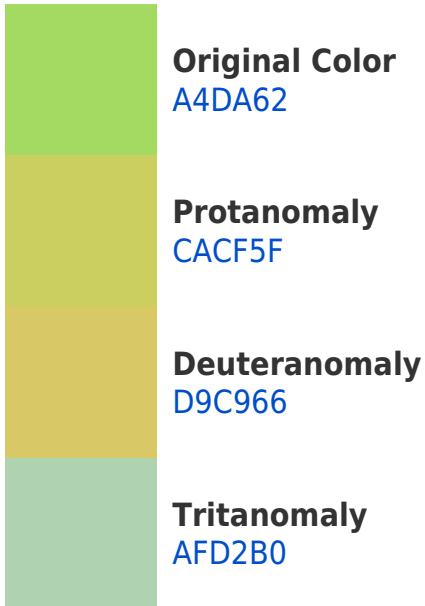 Original Color
A4DA62
Protanomaly
CACF5F
Deuteranomaly
D9C966
Tritanomaly
AFD2B0